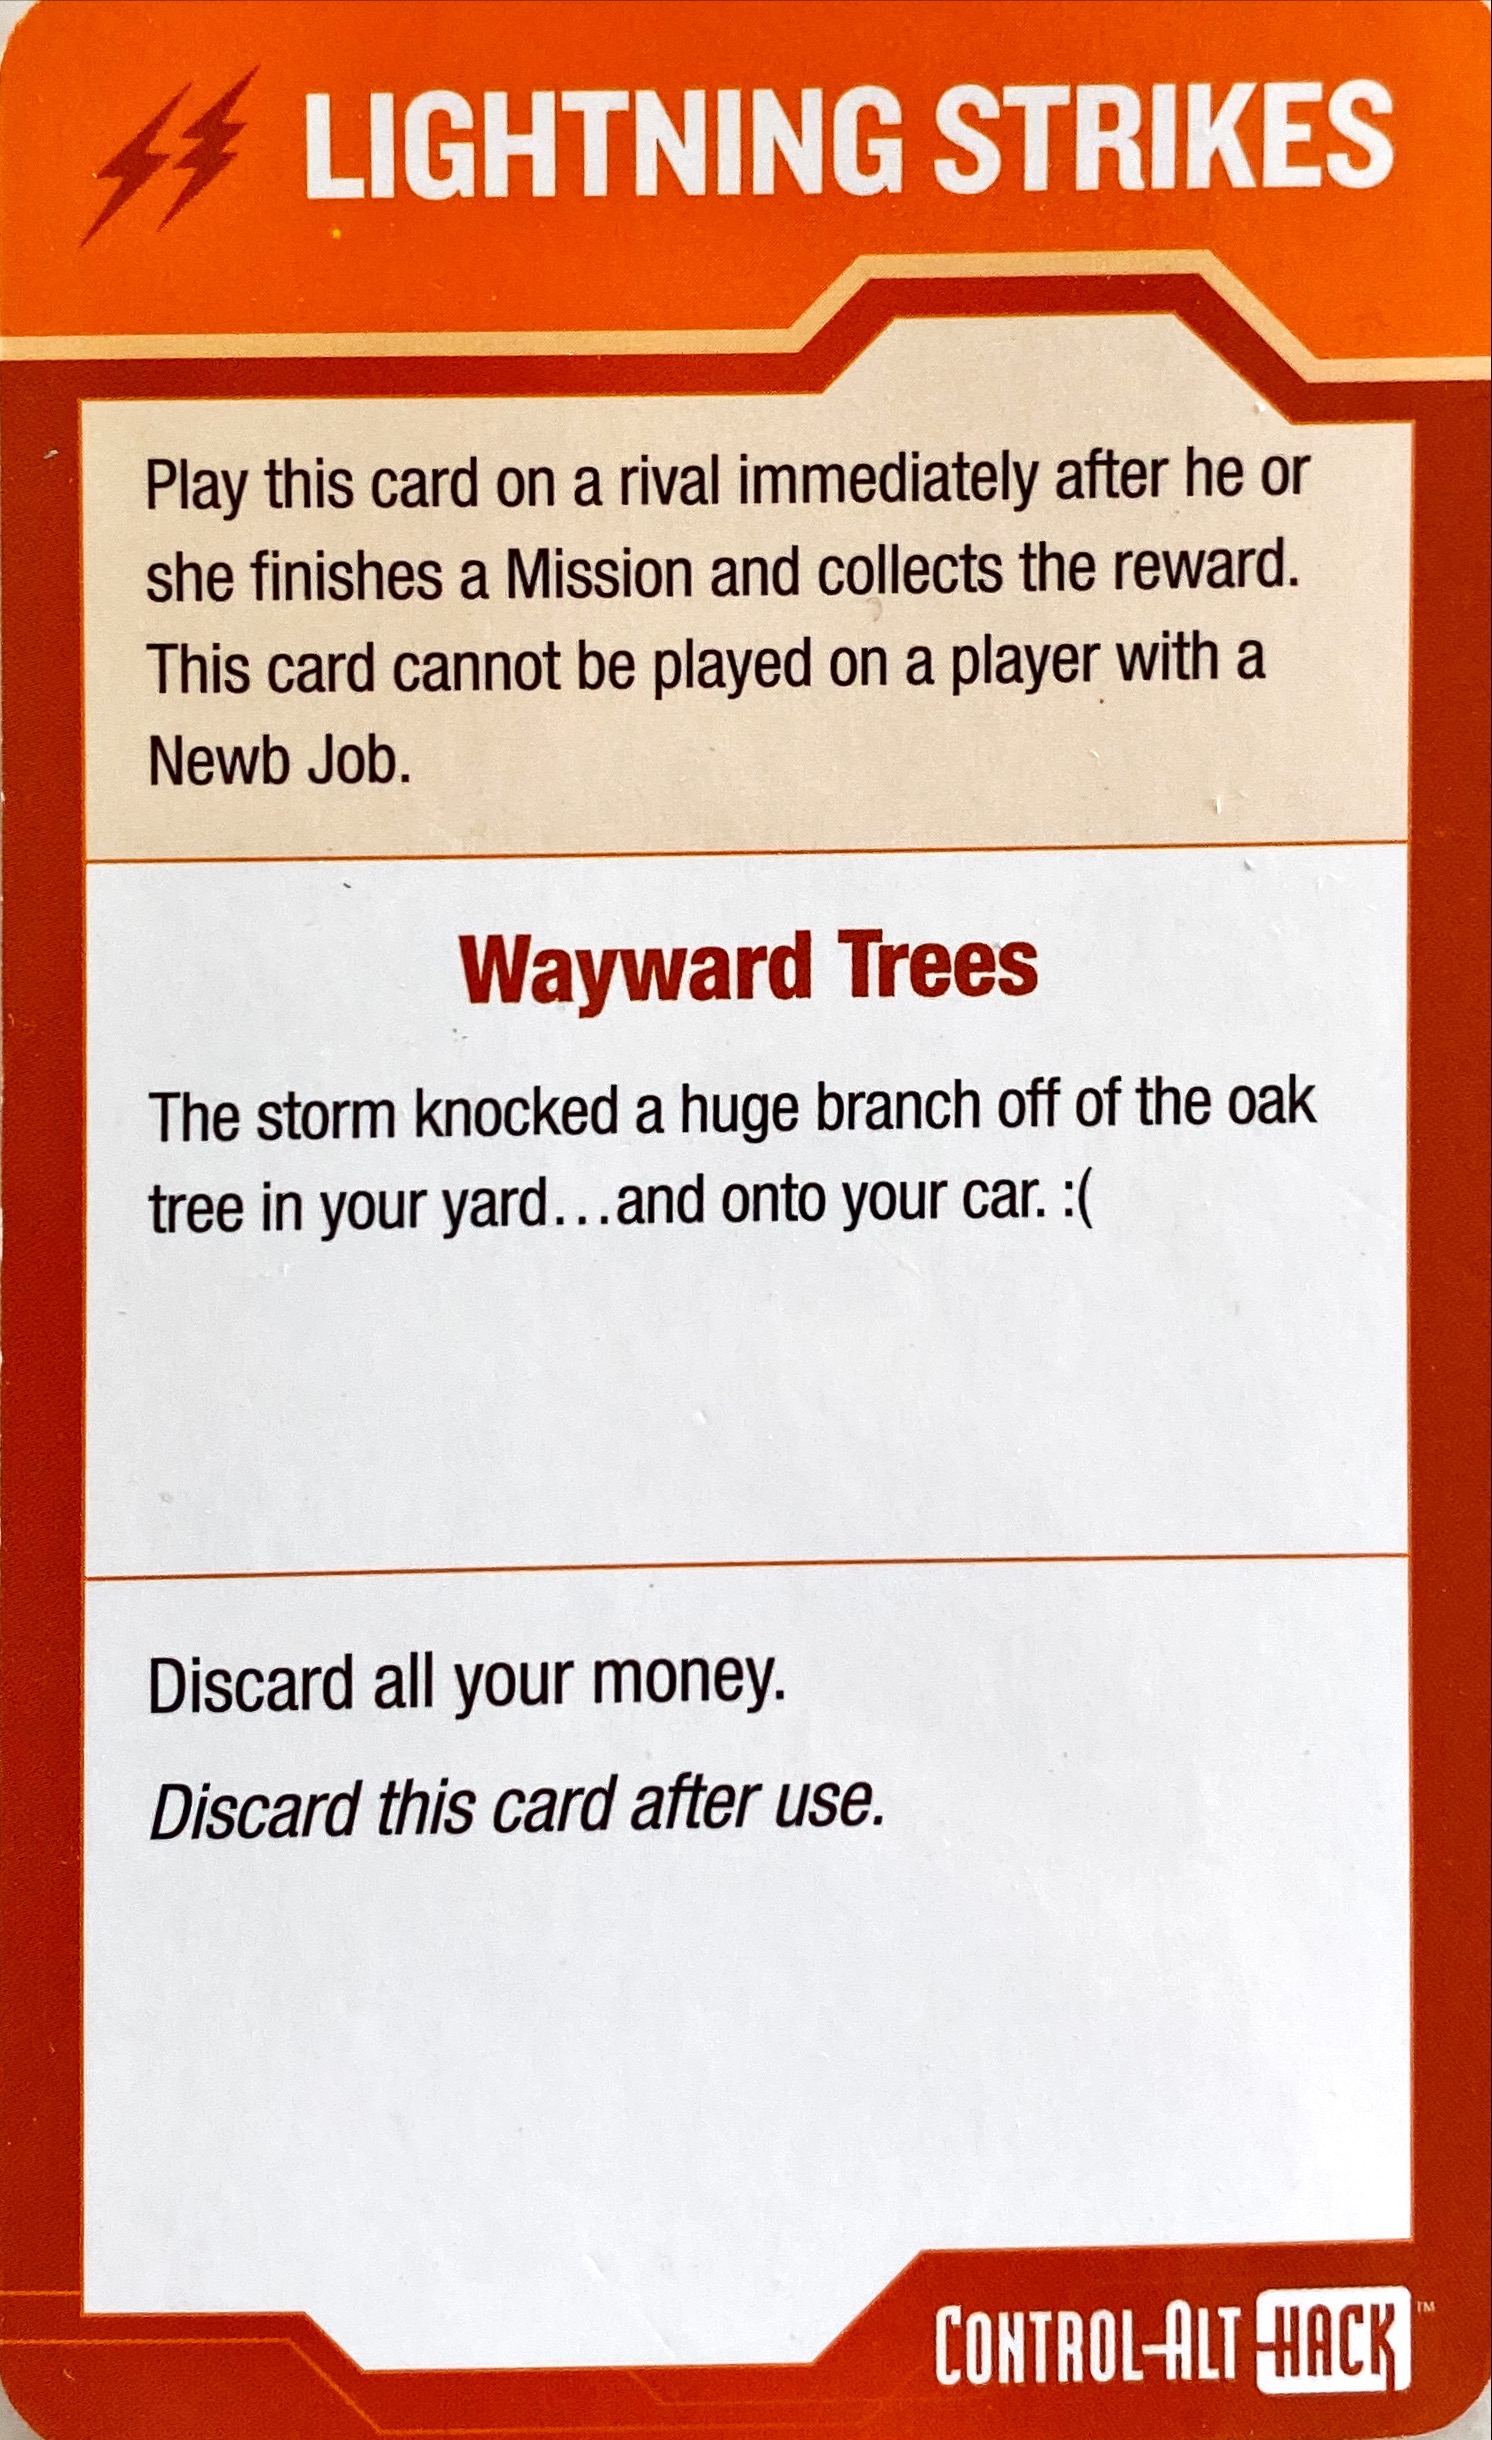 LIGHTNING STRIKES
Play this card on a rival immediately after he or
she finishes a Mission and collects the reward.
This card cannot be played on a player with a
Newb Job.
Wayward Trees
The storm knocked a huge branch off of the oak
tree in your yard...and onto your car. :(
Discard all your money.
Discard this card after use.
CONTROL-ALT-HACK™